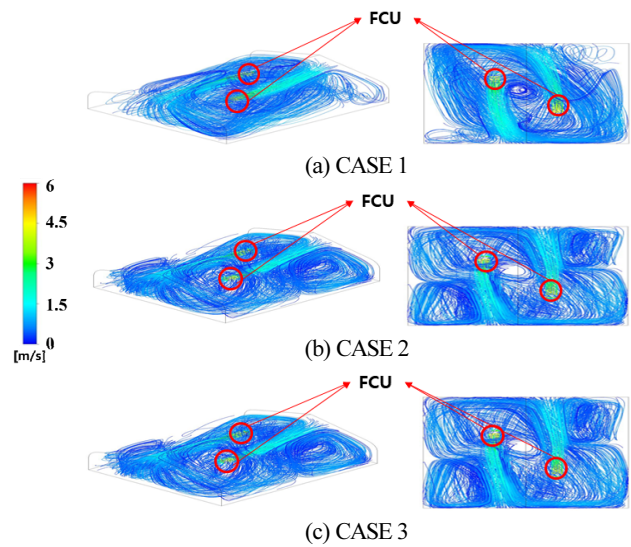 FCU
(a) CASE 1
6
4.5
3
1.5
0
[m/s]
FCU
(b) CASE 2
FCU
(c) CASE 3